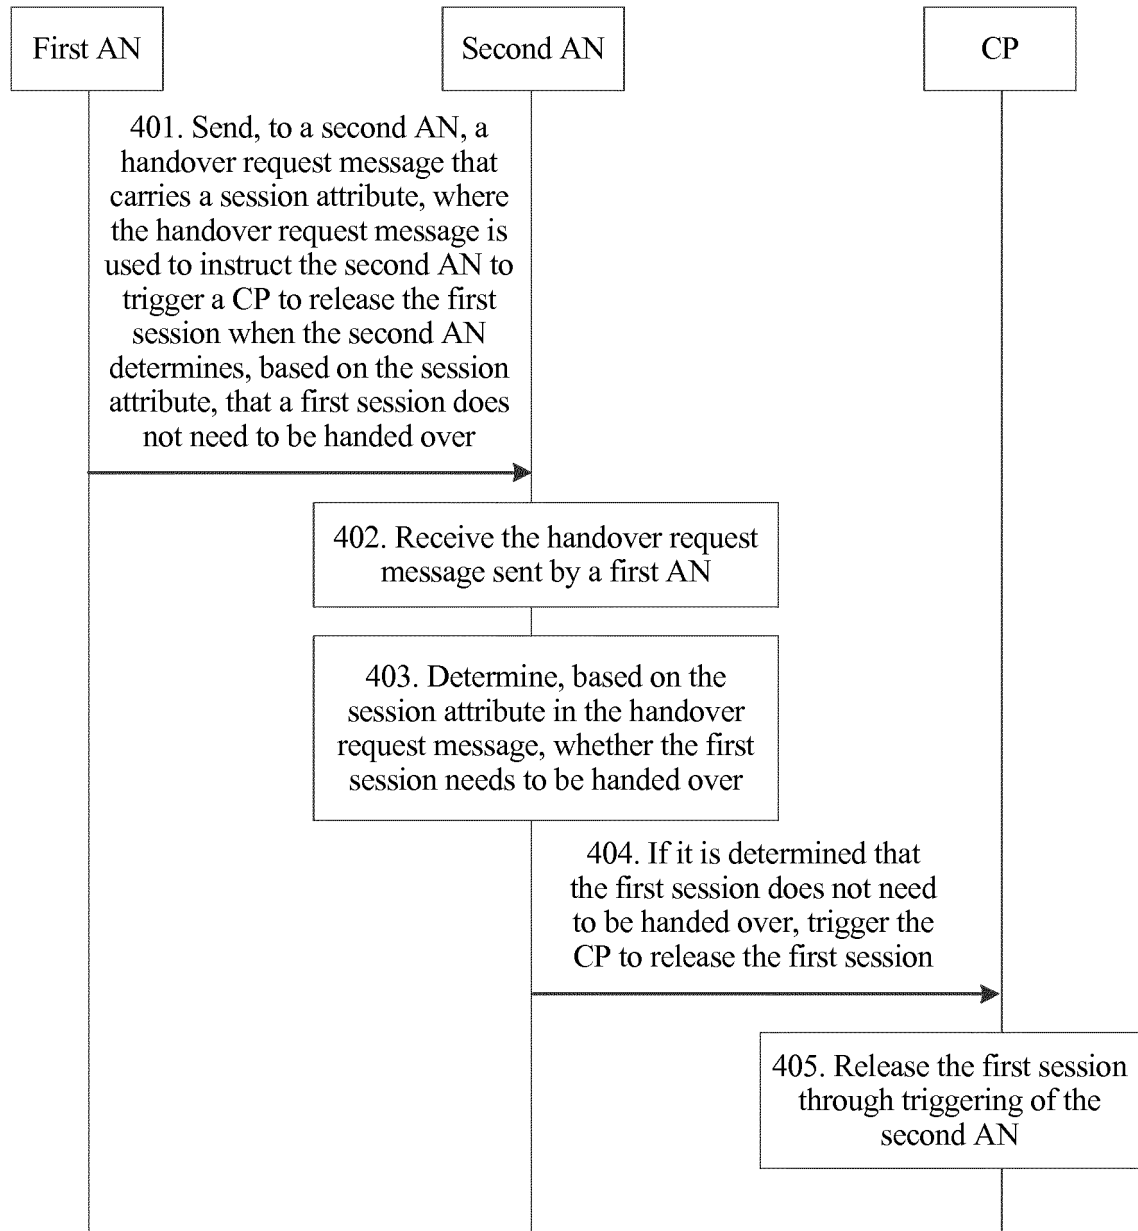 First AN
Second AN
CP
401. Send, to a second AN, a
handover request message that
carries a session attribute, where
the handover request message is
used to instruct the second AN to
trigger a CP to release the first
session when the second AN
determines, based on the session
attribute, that a first session does
not need to be handed over
402. Receive the handover request
message sent by a first AN
403. Determine, based on the
session attribute in the handover
request message, whether the first
session needs to be handed over
404. If it is determined that
the first session does not need
to be handed over, trigger the
CP to release the first session
405. Release the first session
through triggering of the
second AN